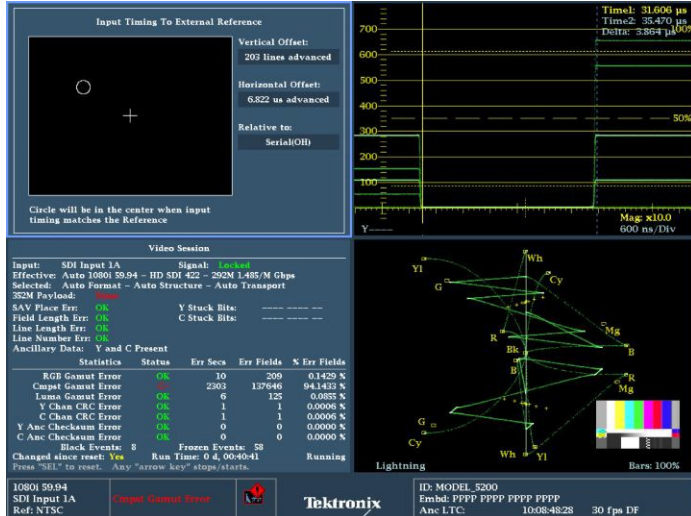 Input Timing To External Reference
Vertical Offset:
203 lines advanced
Horizontal Offset:
6.822 us advanced
Relative to:
Serial(0H)
Circle will be in the center when input
timing matches the Reference
Time1: 31.606 µs
Time2: 35.470 µs
Delta: 3.864 µs
700
100%
600
500
50%
400
300
200
100
Mag: x10.0
Y----
600 ns/Div
Video Session
Input: SDI Input 1A Signal: Locked
Effective: Auto 1080i 59.94 – HD SDI 422 – 292M 1.485/M Gbps
Selected: Auto Format – Auto Structure – Auto Transport
352M Payload:
SAV Place Err: OK Y Stuck Bits: ---- ---- --
Field Length Err: OK C Stuck Bits: ---- ---- --
Line Length Err: OK
Line Number Err: OK
Ancillary Data: Y and C Present
Statistics Status Err Secs Err Fields % Err Fields
RGB Gamut Error OK 10 209 0.1429 %
Cmpst Gamut Error 2303 137646 94.1433 %
Luma Gamut Error OK 6 125 0.0855 %
Y Chan CRC Error OK 1 1 0.0006 %
C Chan CRC Error OK 1 1 0.0006 %
Y Anc Checksum Error OK 0 0 0.0000 %
C Anc Checksum Error OK 0 0 0.0000 %
Black Events: 8 Frozen Events: 58
Changed since reset: Yes Run Time: 0 d, 00:40:41 Running
Press "SEL" to reset. Any "arrow key" stops/starts.
Wh
Yl
Cy
G
Mg
R
Bk
B
B
R
Mg
G
Cy
Wh
Yl
Lightning
Bars: 100%
1080i 59.94
SDI Input 1A
Ref: NTSC
Cmpst Gamut Error
Tektronix
ID: MODEL_5200
Embd: PPPP PPPP PPPP PPPP
Anc LTC: 10:08:48:28 30 fps DF